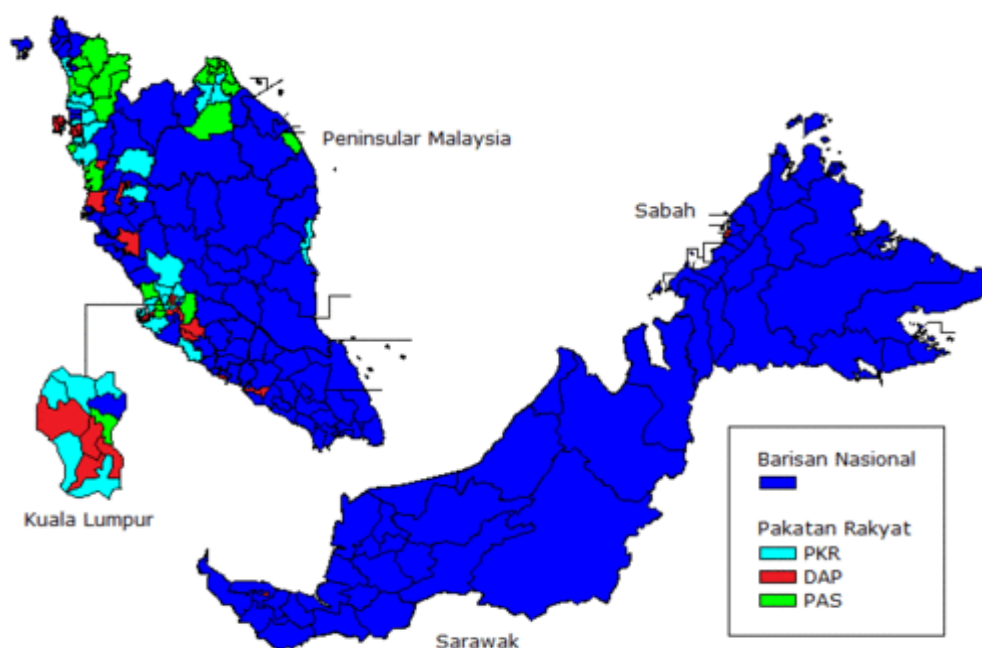 Peninsular Malaysia
Sabah
Kuala Lumpur
Sarawak
Barisan Nasional
Pakatan Rakyat
PKR
DAP
PAS